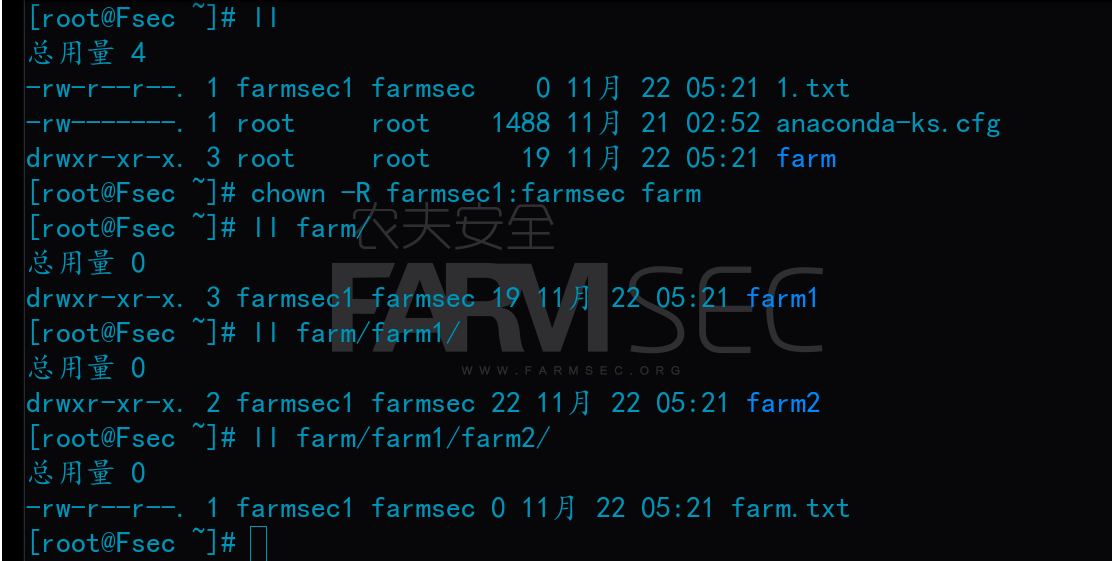 [root@Fsec ~]# ll
总用量 4
-rw-r--r--. 1 farmsec1 farmsec    0 11月 22 05:21 1.txt
-rw-------. 1 root     root    1488 11月 21 02:52 anaconda-ks.cfg
drwxr-xr-x. 3 root     root      19 11月 22 05:21 farm
[root@Fsec ~]# chown -R farmsec1:farmsec farm
[root@Fsec ~]# ll farm/
农夫安全
总用量 0
drwxr-xr-x. 3 farmsec1 farmsec 19 11月 22 05:21 farm1
FARMSEC
[root@Fsec ~]# ll farm/farm1/
总用量 0
WWW.FARMSEC.ORG
drwxr-xr-x. 2 farmsec1 farmsec 22 11月 22 05:21 farm2
[root@Fsec ~]# ll farm/farm1/farm2/
总用量 0
-rw-r--r--. 1 farmsec1 farmsec 0 11月 22 05:21 farm.txt
[root@Fsec ~]#